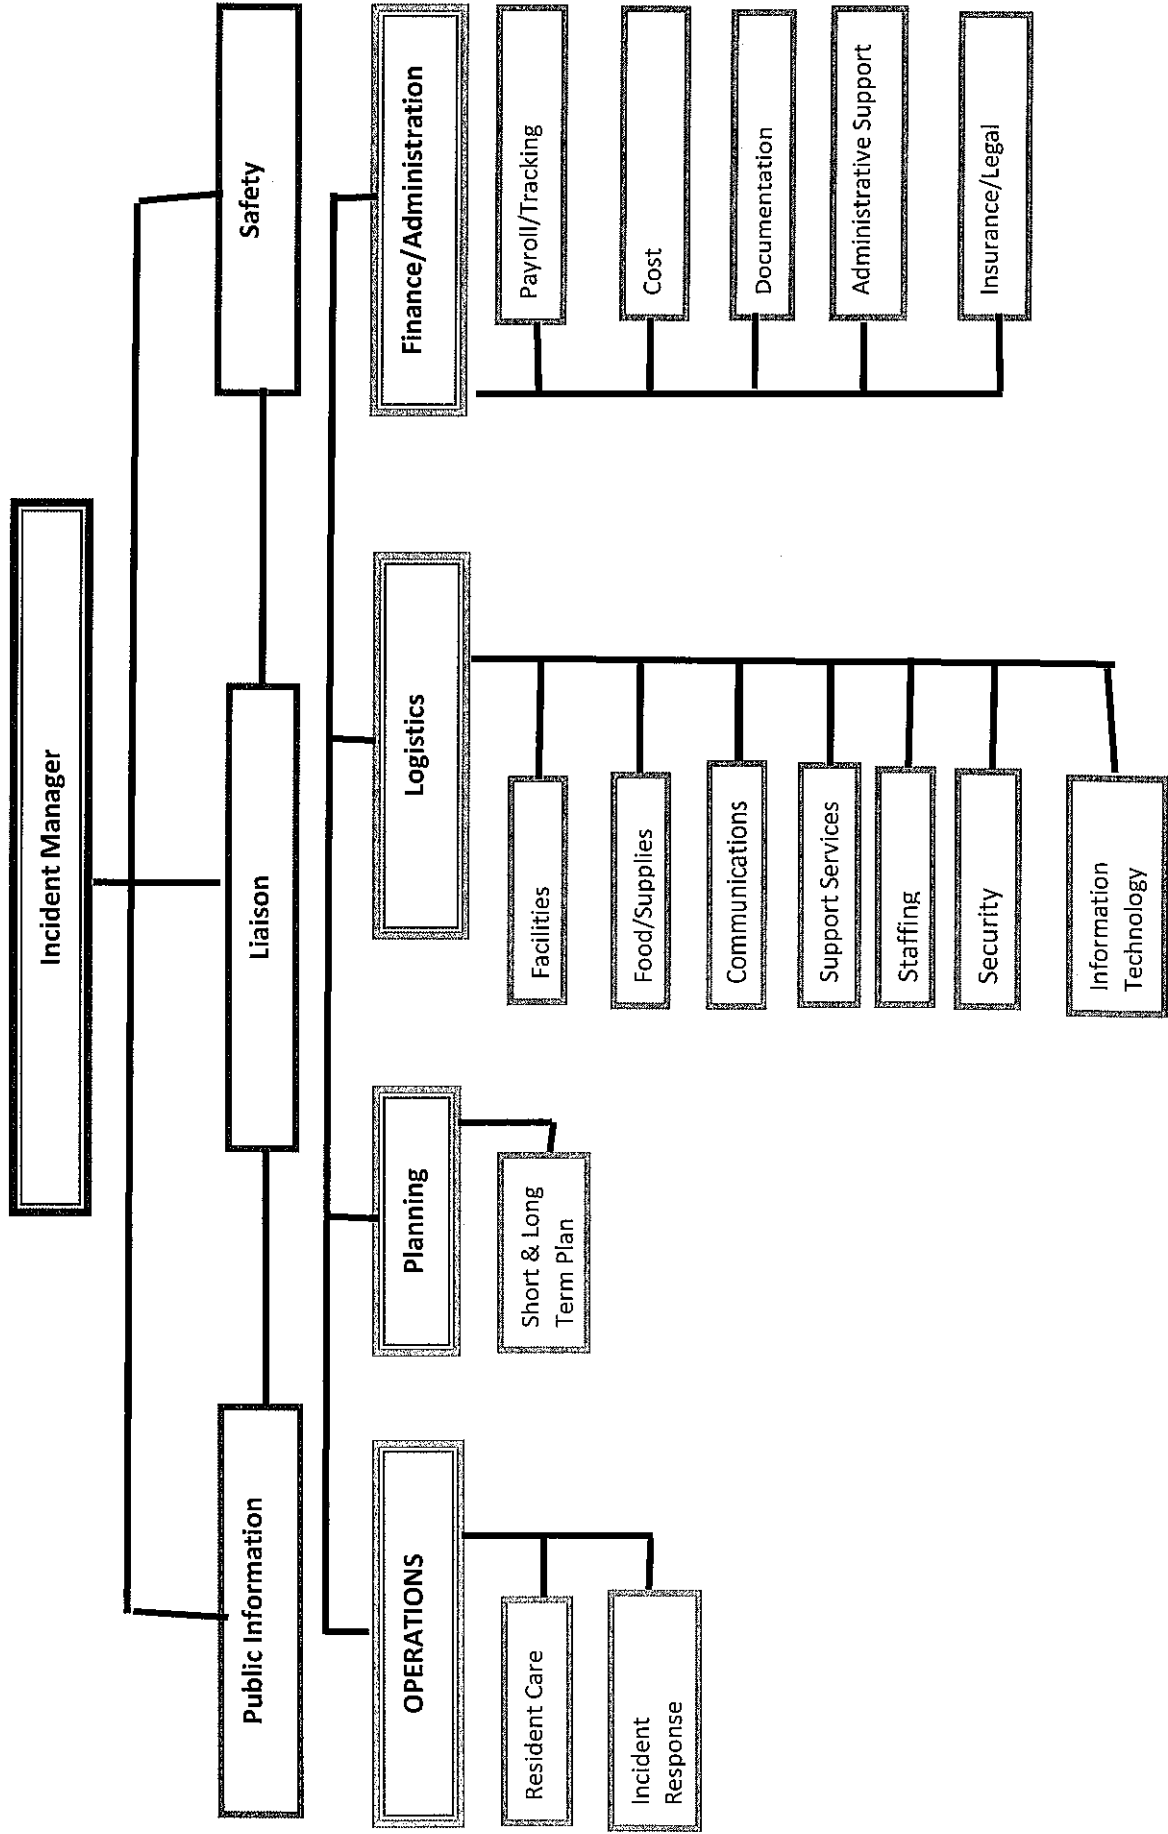 Incident Manager
Public Information
Liaison
Safety
OPERATIONS
Planning
Logistics
Finance/Administration
Resident Care
Incident
Response
Short & Long
Term Plan
Facilities
Food/Supplies
Communications
Support Services
Staffing
Security
Information
Technology
Payroll/Tracking
Cost
Documentation
Administrative Support
Insurance/Legal